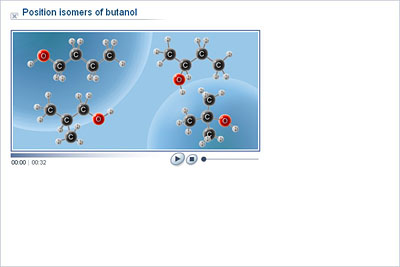 Position isomers of butanol
O C C C C
C C C C
O
C C O
C
C
C C O
C
00:00 | 00:32